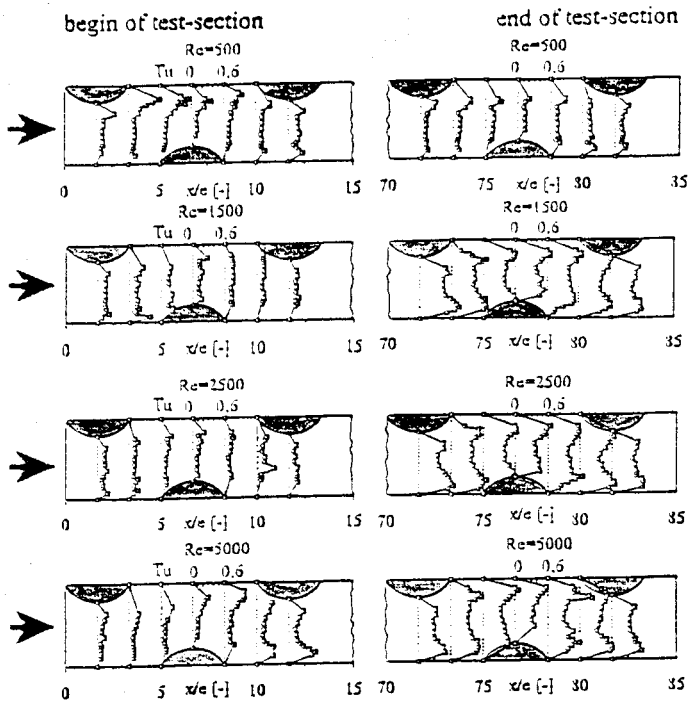 begin of test-section end of test-section
Re=500 Re=500
Tu 0 0,6 0 0,6
0 5 x/e [-] 10 15 70 75 x/e [-] 80 85
Re=1500 Re=1500
Tu 0 0,6 0 0,6
0 5 x/e [-] 10 15 70 75 x/e [-] 80 85
Re=2500 Re=2500
Tu 0 0,6 0 0,6
0 5 x/e [-] 10 15 70 75 x/e [-] 80 85
Re=5000 Re=5000
Tu 0 0,6 0 0,6
0 5 x/e [-] 10 15 70 75 x/e [-] 80 85